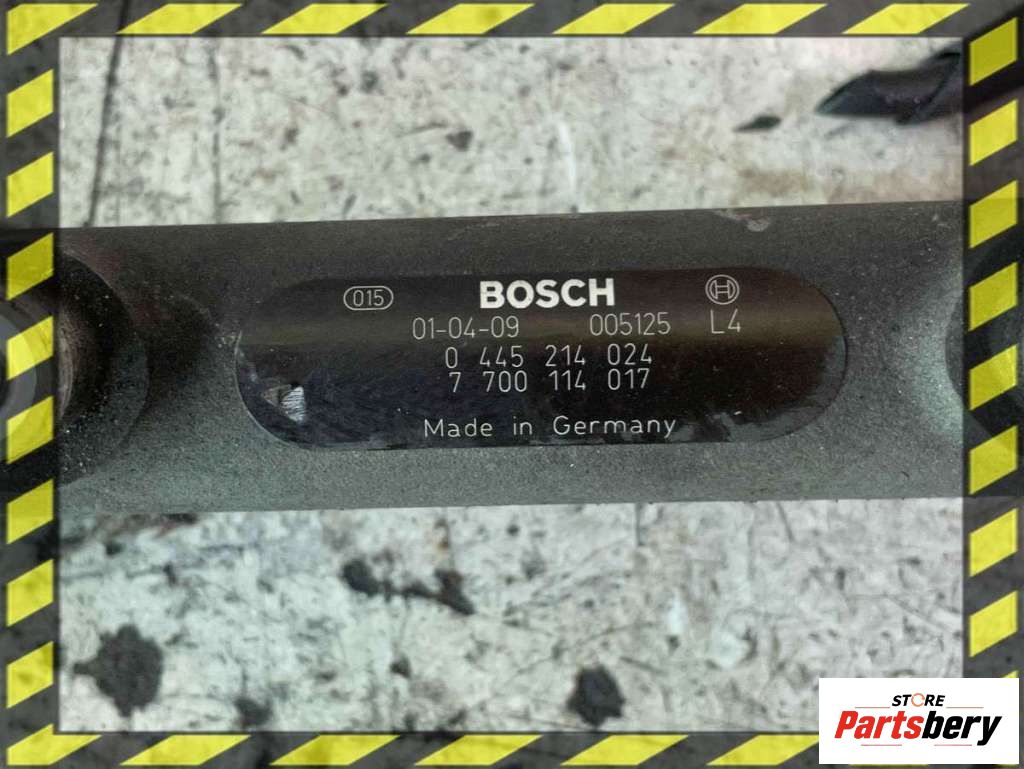 015 BOSCH
01-04-09 005125 L4
0 445 214 024
7 700 114 017
Made in Germany
STORE
Partsbery